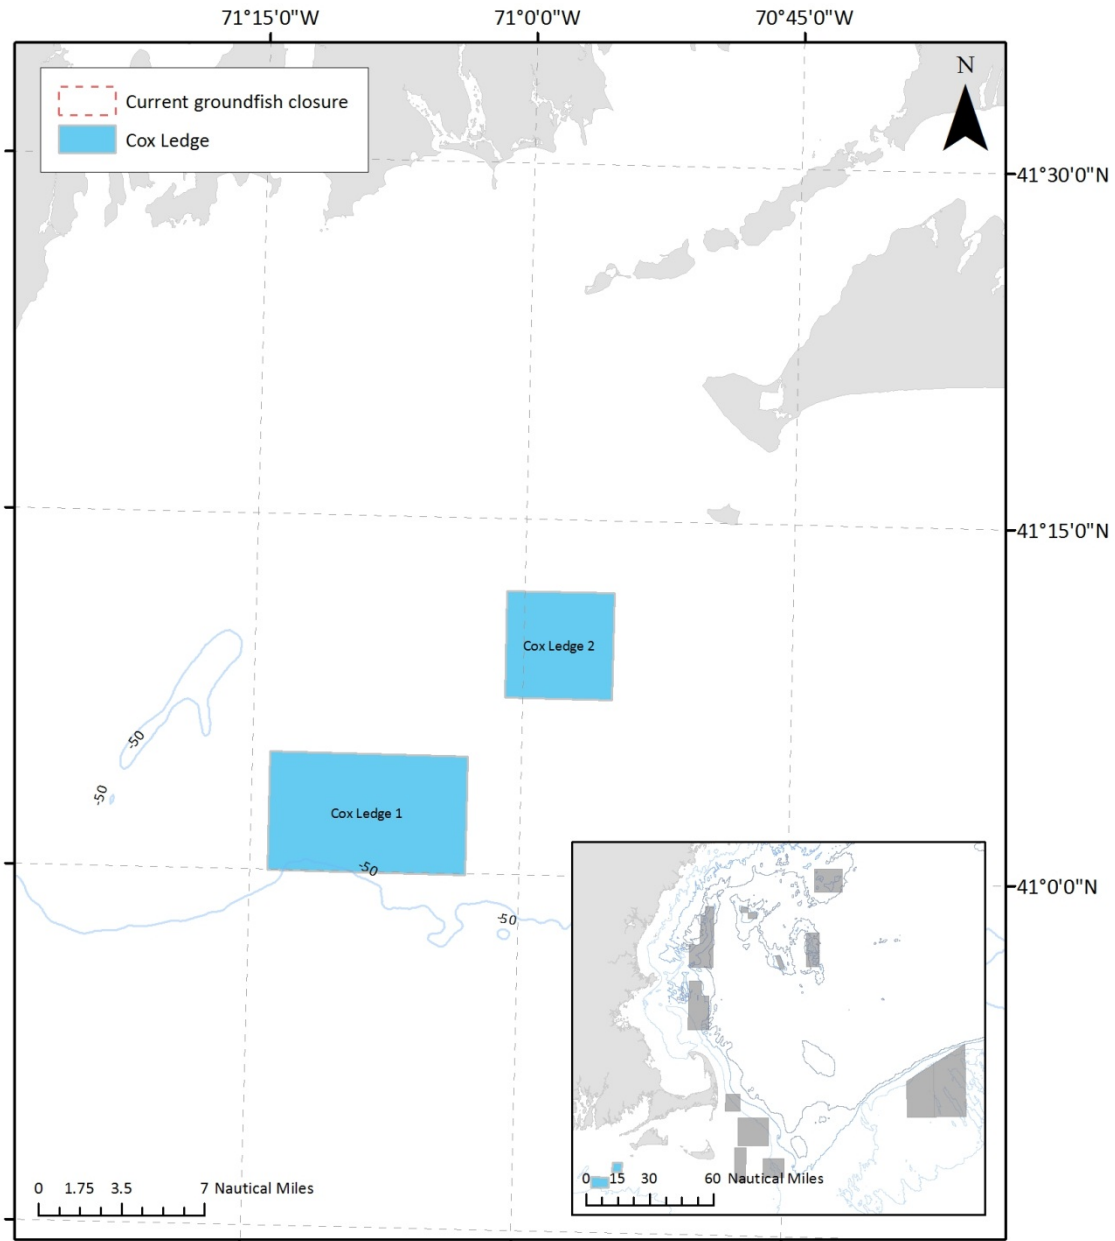 71°15'0"W 71°0'0"W 70°45'0"W
Current groundfish closure
Cox Ledge
N
41°30'0"N
41°15'0"N
Cox Ledge 2
-50
-50
Cox Ledge 1
-50
-50
41°0'0"N
0 15 30 60 Nautical Miles
0 1.75 3.5 7 Nautical Miles